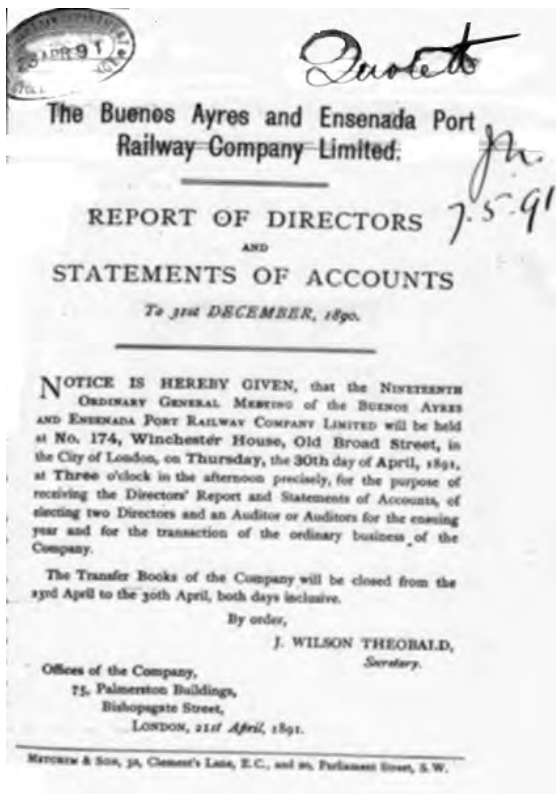 23 APR 91
The Buenos Ayres and Ensenada Port
Railway Company Limited.
7.5.91
REPORT OF DIRECTORS
AND
STATEMENTS OF ACCOUNTS
To 31st DECEMBER, 1890.
NOTICE IS HEREBY GIVEN, that the NINETEENTH
ORDINARY GENERAL MEETING of the BUENOS AYRES
AND ENSENADA PORT RAILWAY COMPANY LIMITED will be held
at No. 174, Winchester House, Old Broad Street, in
the City of London, on Thursday, the 30th day of April, 1891,
at Three o'clock in the afternoon precisely, for the purpose of
receiving the Directors' Report and Statements of Accounts, of
electing two Directors and an Auditor or Auditors for the ensuing
year and for the transaction of the ordinary business of the
Company.
The Transfer Books of the Company will be closed from the
23rd April to the 30th April, both days inclusive.
By order,
J. WILSON THEOBALD,
Secretary.
Offices of the Company,
75, Palmerston Buildings,
Bishopsgate Street,
LONDON, 21st April, 1891.
& SON, 32, Clement's Lane, E.C., and 20, Parliament Street, S.W.